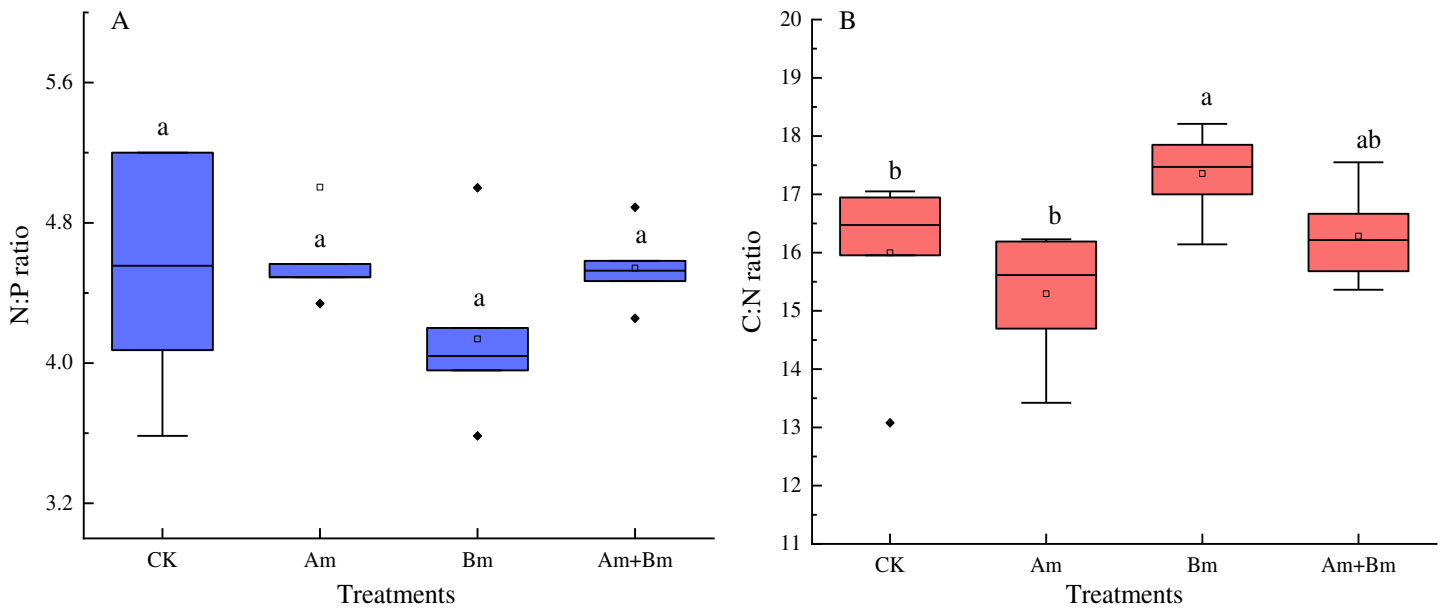 A
N:P ratio
5.6
4.8
4.0
3.2
a
a
a
a
CK
Am
Bm
Am+Bm
Treatments
B
C:N ratio
20
19
18
17
16
15
14
13
12
11
b
b
a
ab
CK
Am
Bm
Am+Bm
Treatments